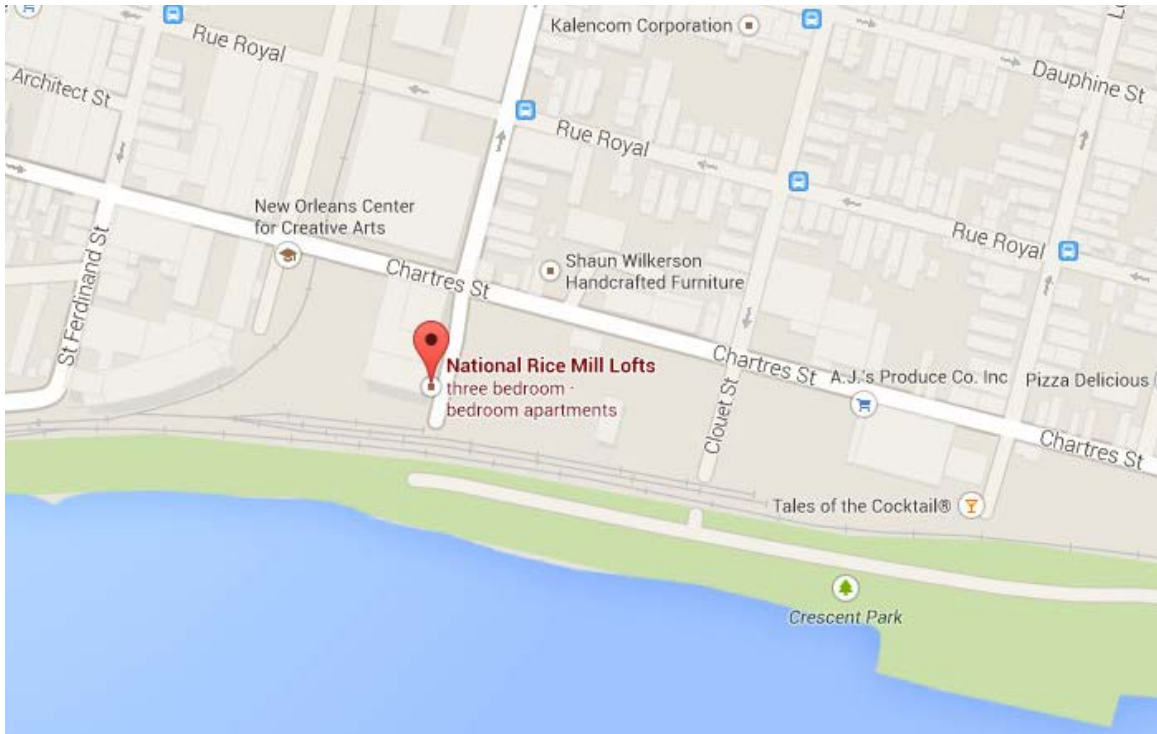 Kalencom Corporation
Rue Royal
Dauphine St
Architect St
Rue Royal
New Orleans Center
for Creative Arts
Rue Royal
St Ferdinand St
Chartres St
Shaun Wilkerson
Handcrafted Furniture
National Rice Mill Lofts
three bedroom ·
bedroom apartments
Chartres St
A.J.'s Produce Co. Inc
Pizza Delicious
Clouet St
Chartres St
Tales of the Cocktail®
Crescent Park